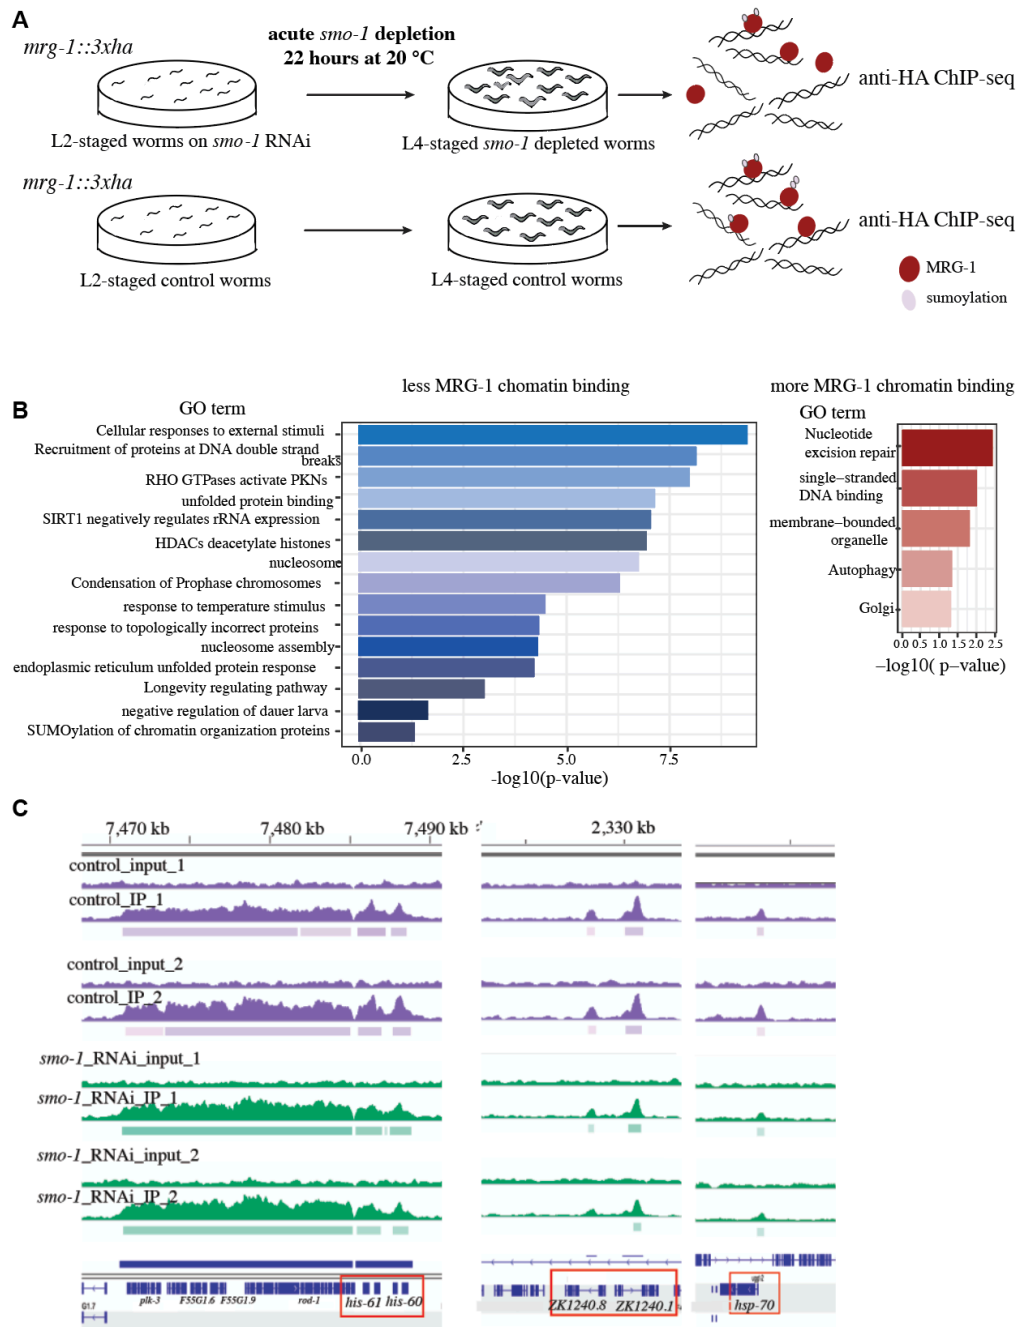 A
mrg-1::3xha
acute smo-1 depletion
22 hours at 20 °C
anti-HA ChIP-seq
L2-staged worms on smo-1 RNAi
L4-staged smo-1 depleted worms
mrg-1::3xha
anti-HA ChIP-seq
L2-staged control worms
L4-staged control worms
MRG-1
sumoylation
B
less MRG-1 chomatin binding
GO term
Cellular responses to external stimuli
Recruitment of proteins at DNA double strand
breaks
RHO GTPases activate PKNs
unfolded protein binding
SIRT1 negatively regulates rRNA expression
HDACs deacetylate histones
nucleosome
Condensation of Prophase chromosomes
response to temperature stimulus
response to topologically incorrect proteins
nucleosome assembly
endoplasmic reticulum unfolded protein response
Longevity regulating pathway
negative regulation of dauer larva
SUMOylation of chromatin organization proteins
0.0 2.5 5.0 7.5
-log10(p-value)
more MRG-1 chromatin binding
GO term
Nucleotide
excision repair
single-stranded
DNA binding
membrane-bounded
organelle
Autophagy
Golgi
0.0 0.5 1.0 1.5 2.0 2.5
-log10( p-value)
C
7,470 kb 7,480 kb 7,490 kb 2,330 kb
control_input_1
control_IP_1
control_input_2
control_IP_2
smo-1_RNAi_input_1
smo-1_RNAi_IP_1
smo-1_RNAi_input_2
smo-1_RNAi_IP_2
G1.7 plk-3 F55G1.6 F55G1.9 rod-1 his-61 his-60 ZK1240.8 ZK1240.1 hsp-70